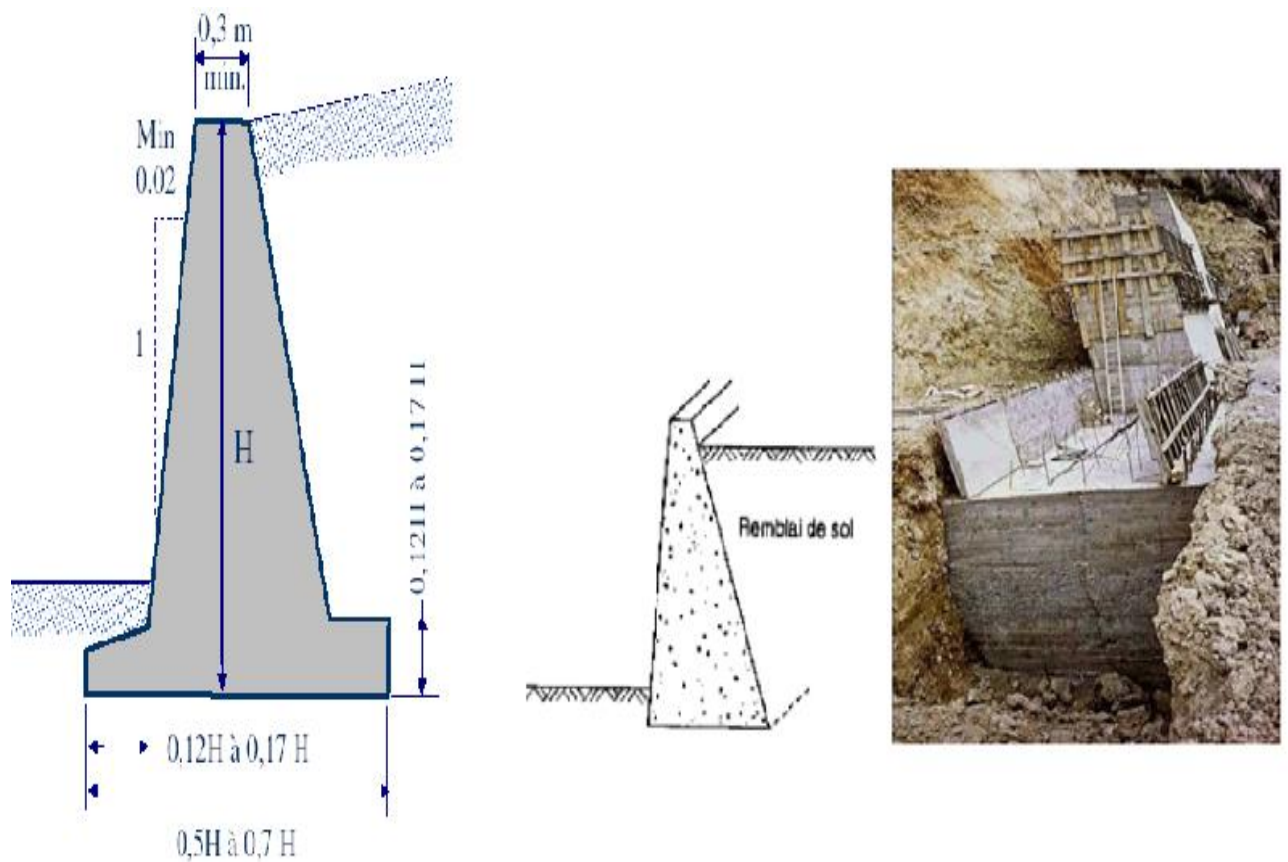 0,3 m
min.
Min
0.02
1
H
0,12H à 0,17 H
0.12H à 0,17 H
0,5H à 0,7 H
Remblai de sol